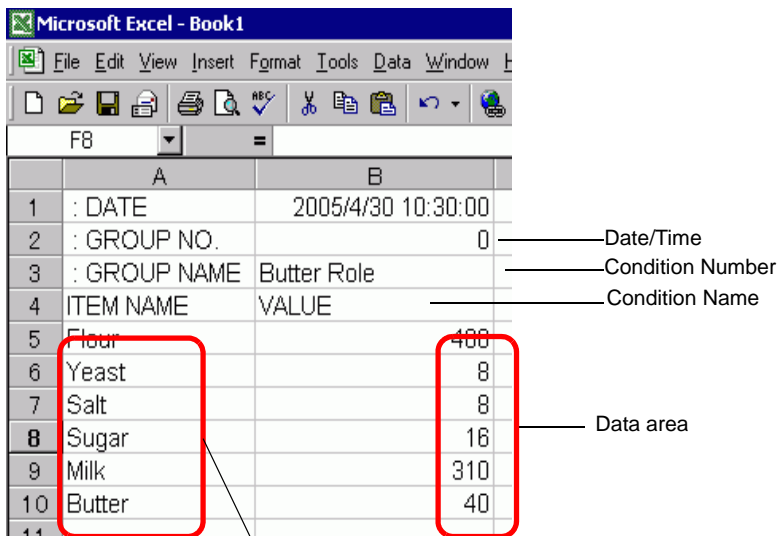 Microsoft Excel - Book1
File Edit View Insert Format Tools Data Window H
ABC
F8 =
A B
1 : DATE 2005/4/30 10:30:00
2 : GROUP NO. 0 Date/Time
3 : GROUP NAME Butter Role Condition Number
4 ITEM NAME VALUE Condition Name
5 Flour 400
6 Yeast 8
7 Salt 8
8 Sugar 16 Data area
9 Milk 310
10 Butter 40
11